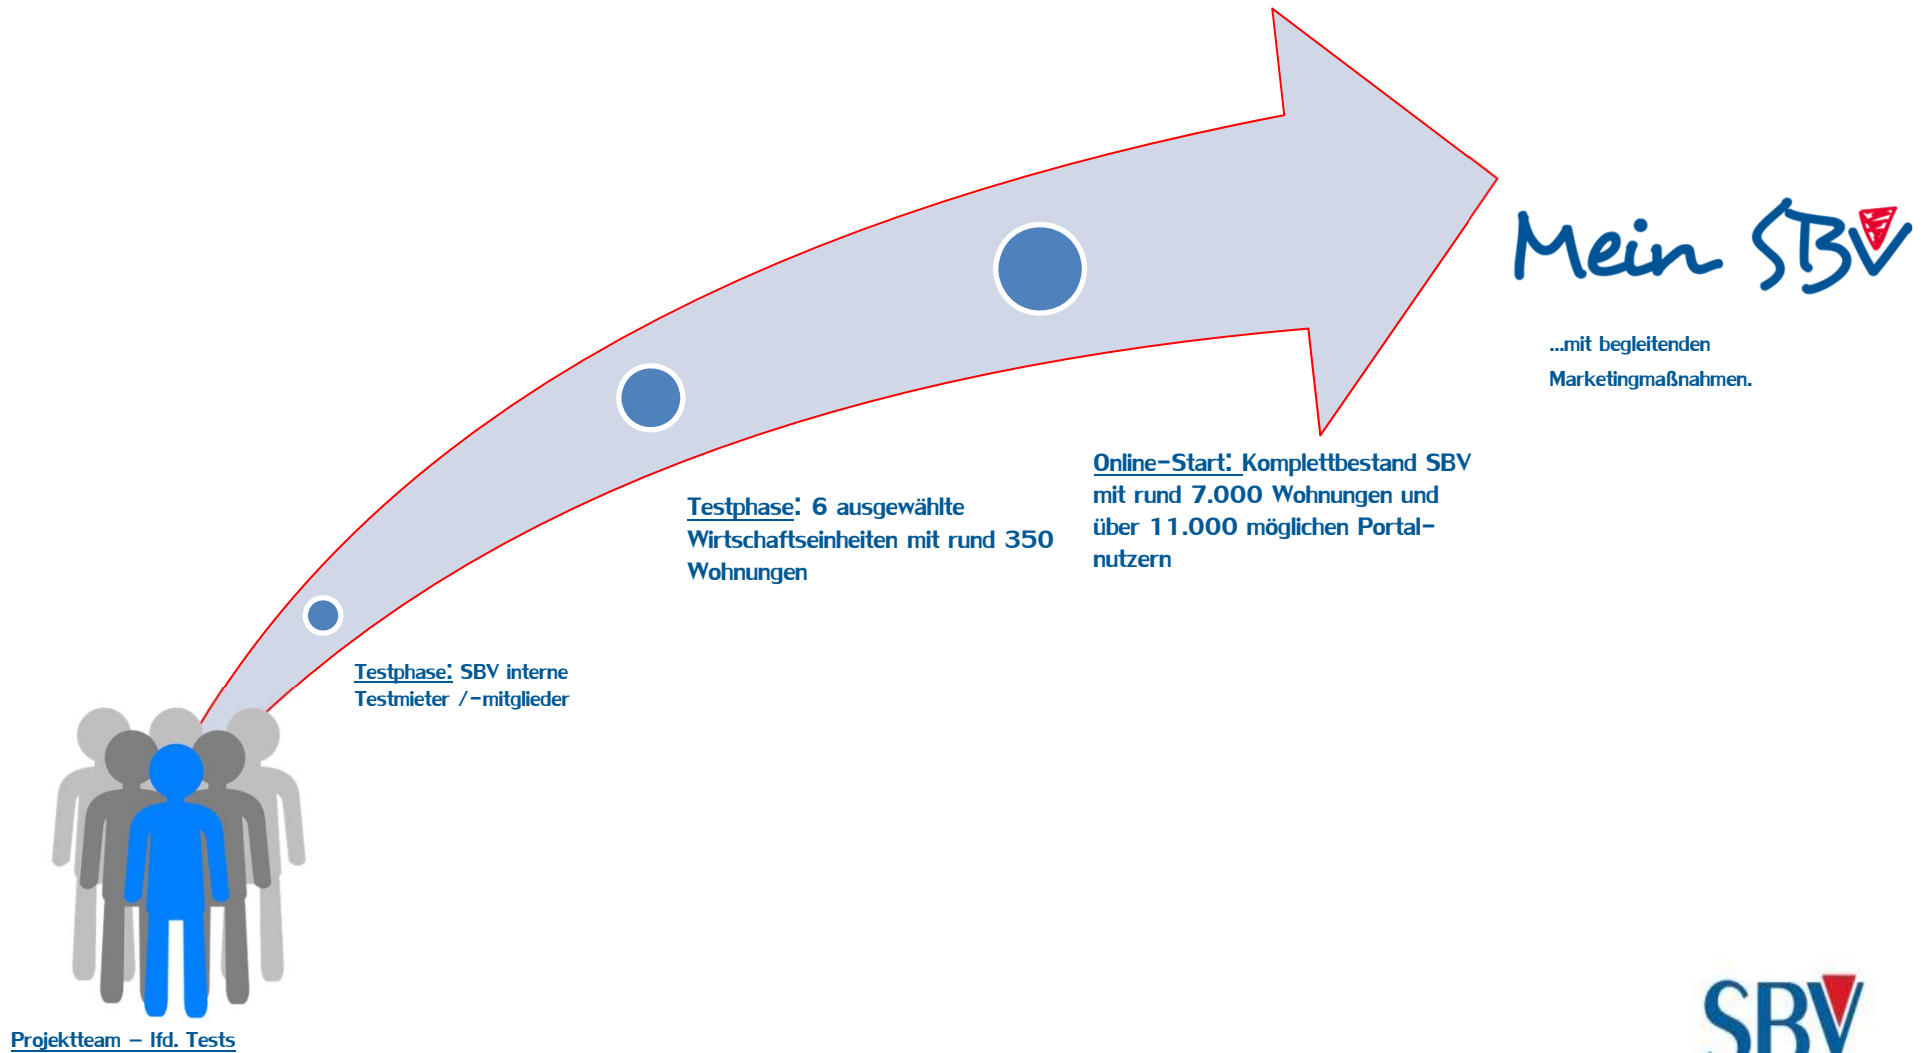 Mein SBV
...mit begleitenden
Marketingmaßnahmen.
Online-Start: Komplettbestand SBV
mit rund 7.000 Wohnungen und
über 11.000 möglichen Portal-
nutzern
Testphase: 6 ausgewählte
Wirtschaftseinheiten mit rund 350
Wohnungen
Testphase: SBV interne
Testmieter /-mitglieder
Projektteam – lfd. Tests
SBV